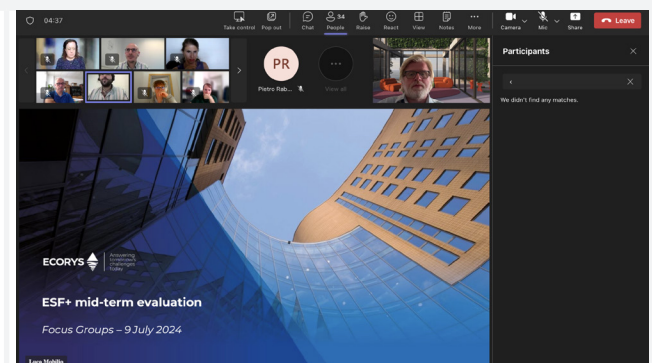 04:37
Take control
Pop out
Chat
34
People
Raise
React
View
Notes
More
Camera
Mic
Share
Leave
PR
Pietro Rab...
View all
Participants
We didn't find any matches.
ECORYS
Answering
tomorrow's
challenges
today
ESF+ mid-term evaluation
Focus Groups – 9 July 2024
Luca Mobilio